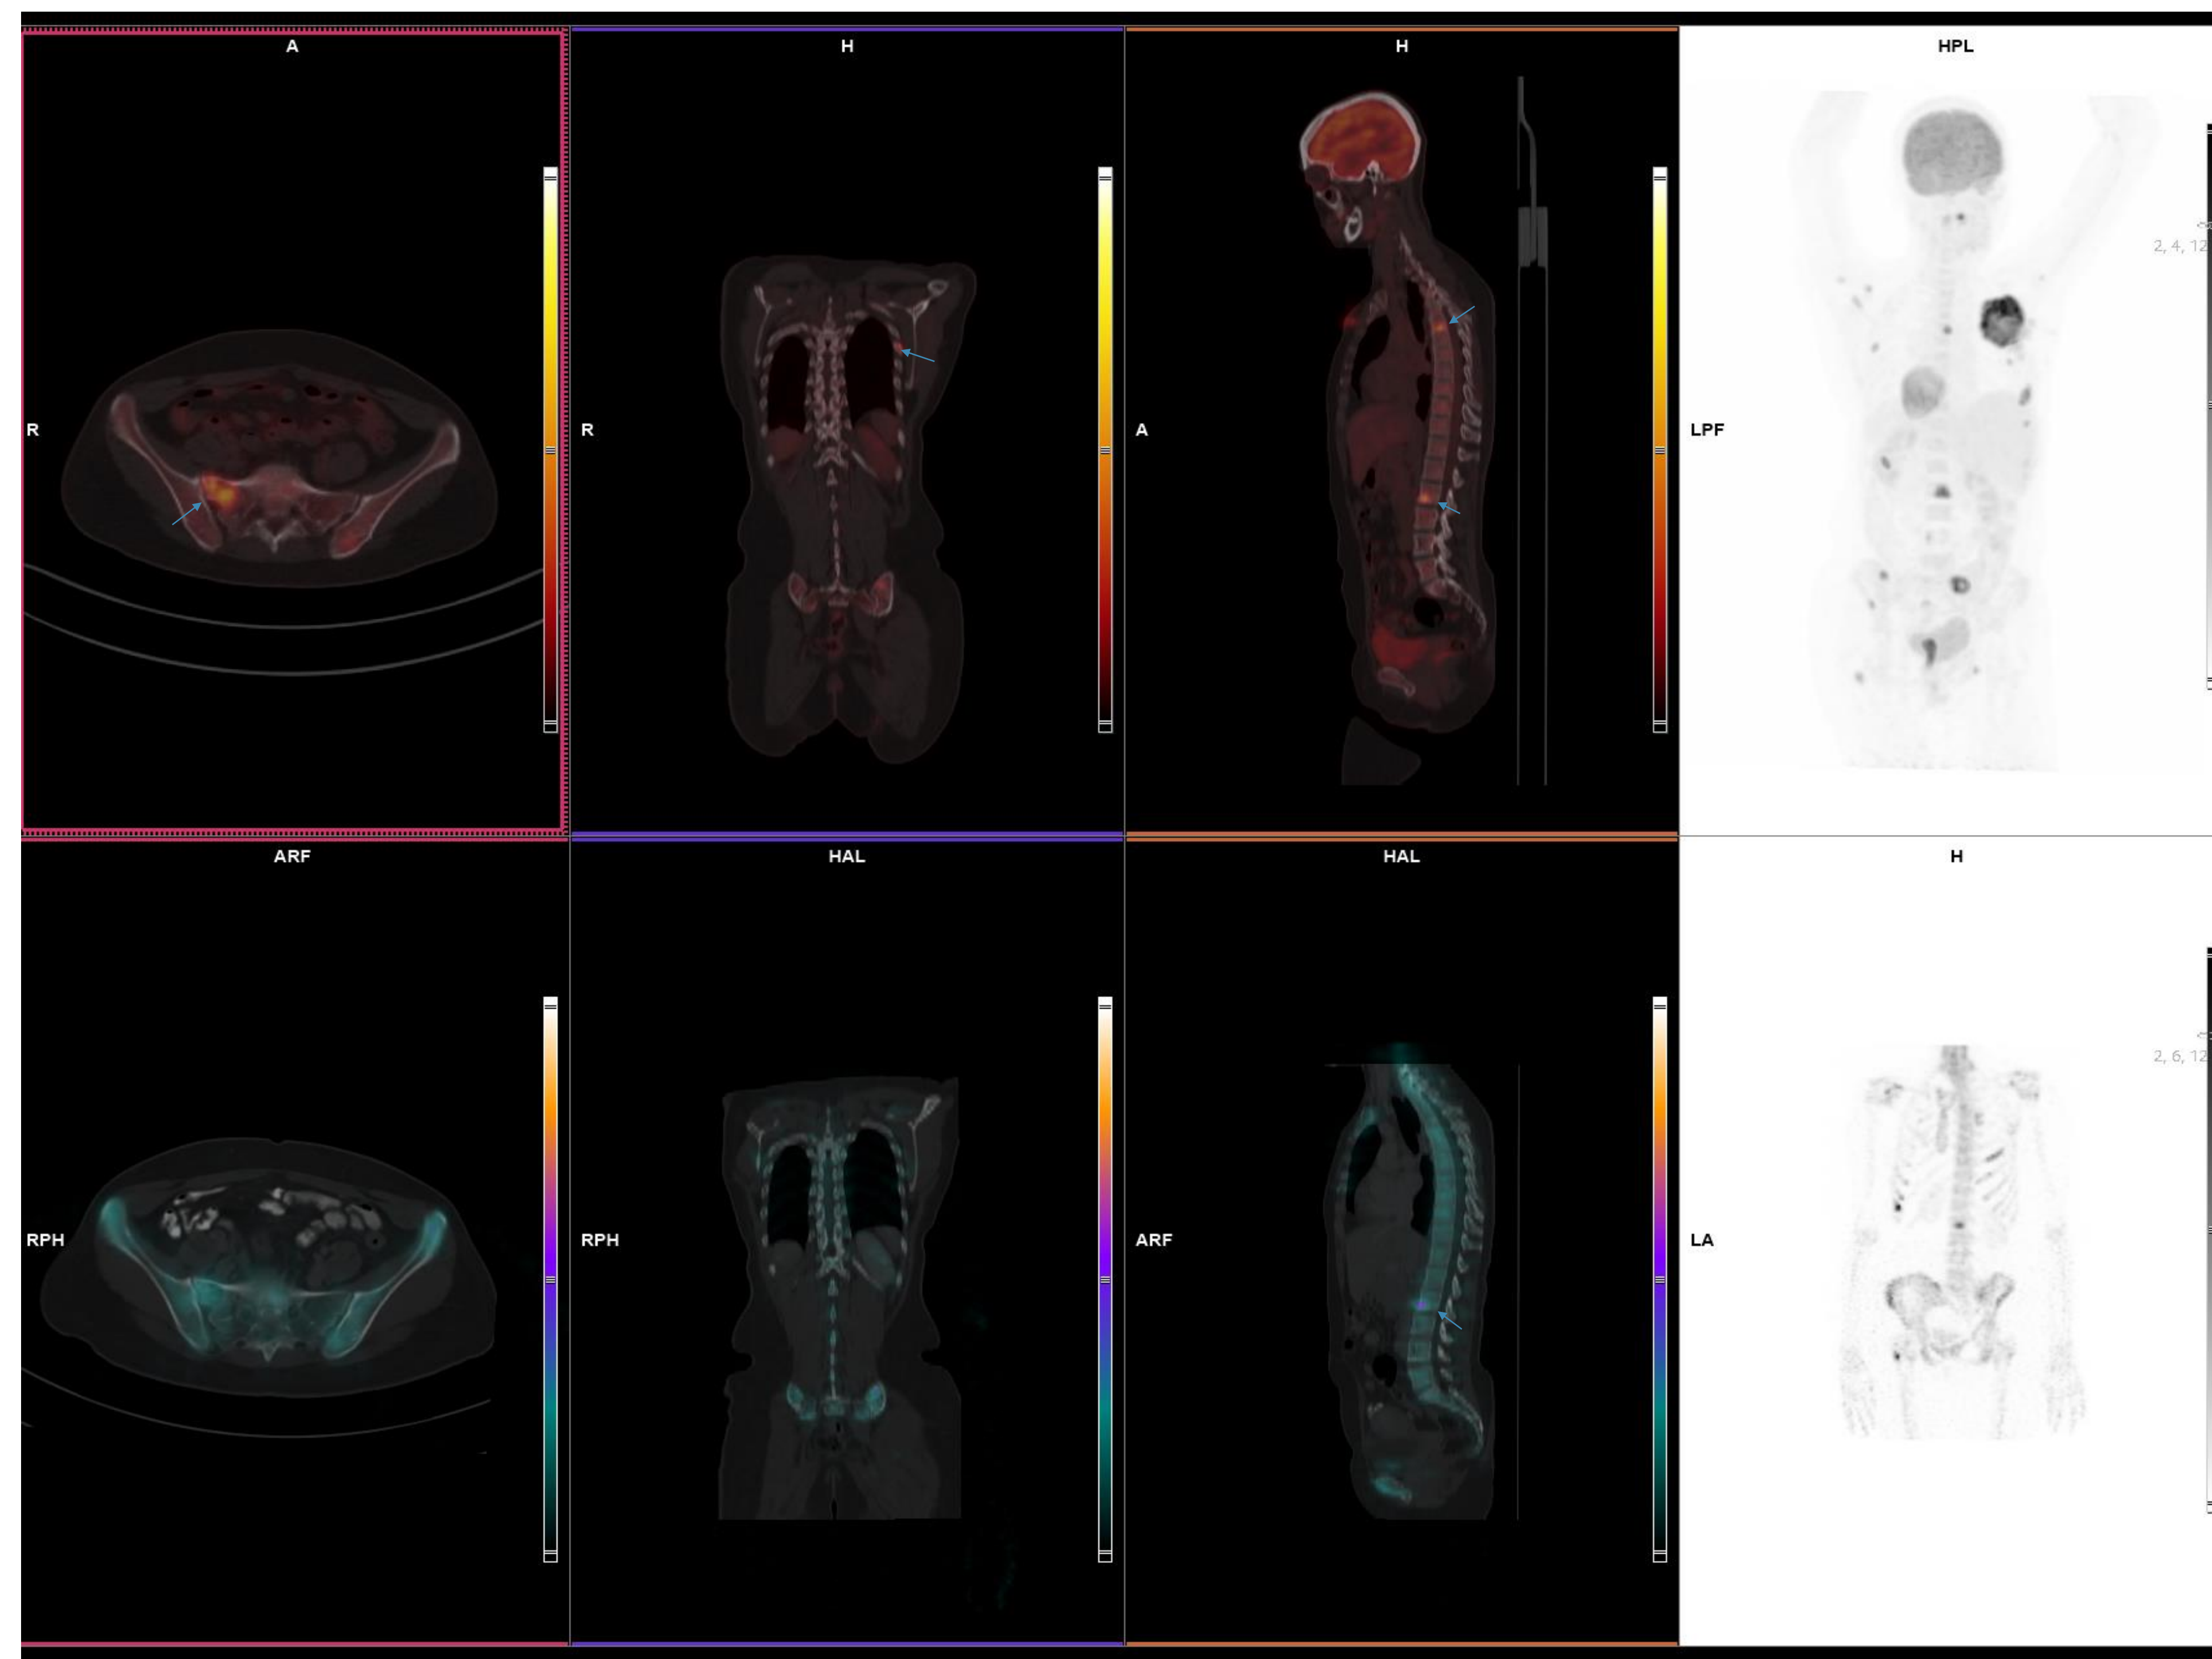 A
H
H
HPL
2, 4, 12
R
R
A
LPF
ARF
HAL
HAL
H
2, 6, 12
RPH
RPH
ARF
LA